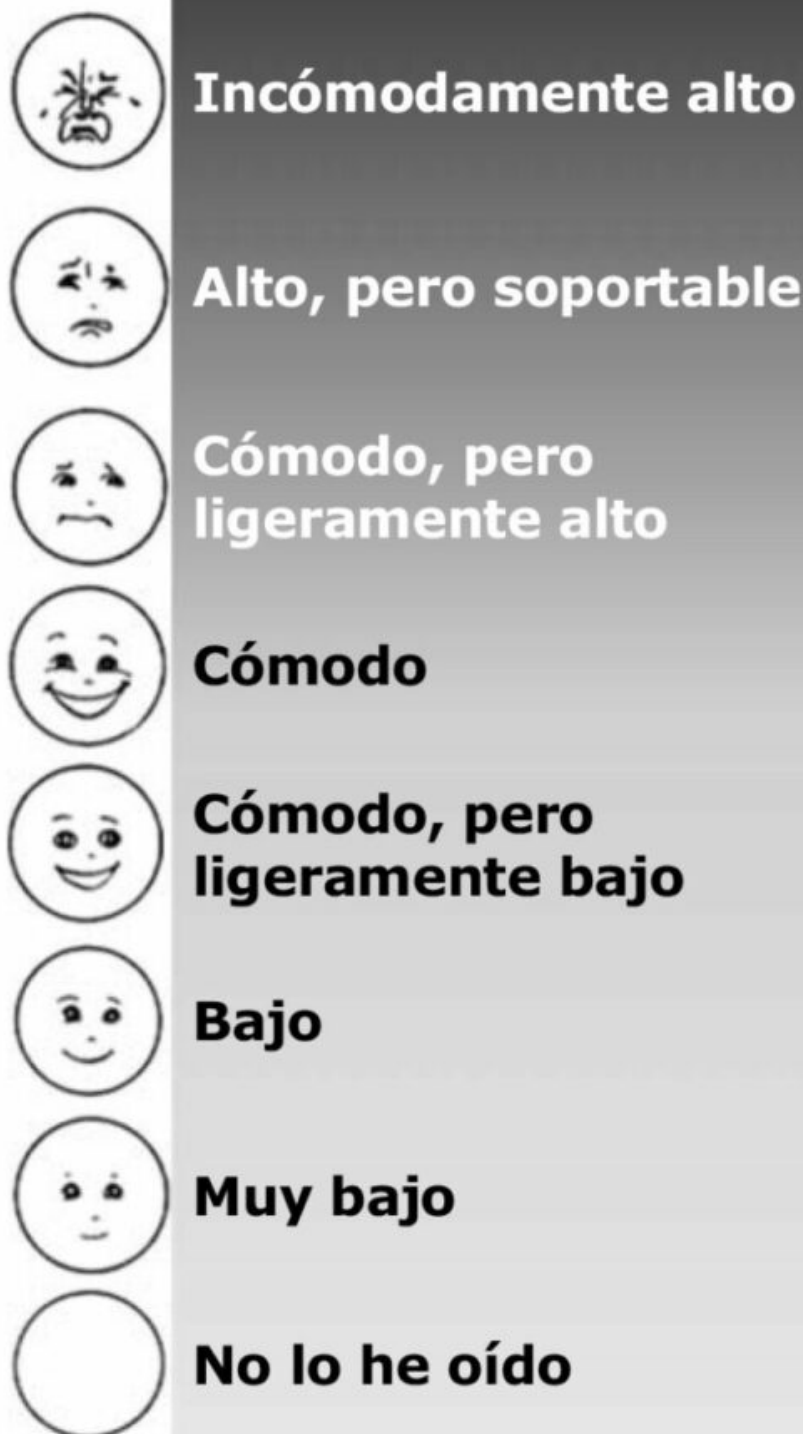 Incómodamente alto
Alto, pero soportable
Cómodo, pero
ligeramente alto
Cómodo
Cómodo, pero
ligeramente bajo
Bajo
Muy bajo
No lo he oído